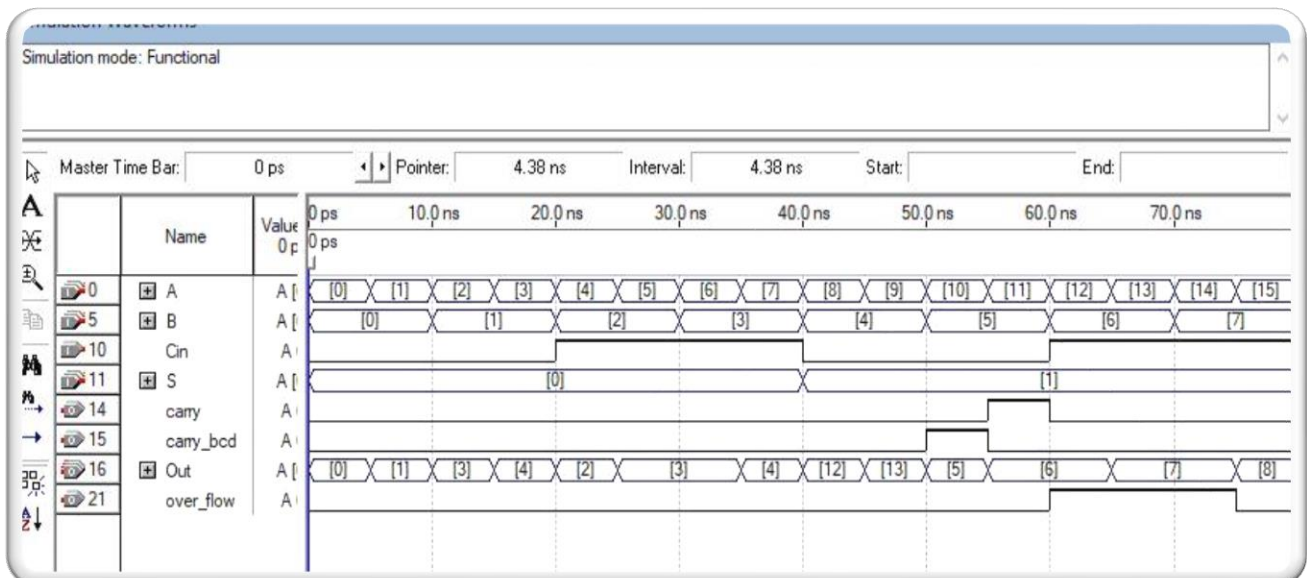 Simulation mode: Functional
Master Time Bar: 0 ps Pointer: 4.38 ns Interval: 4.38 ns Start: End:
Name Value 0 ps 10.0 ns 20.0 ns 30.0 ns 40.0 ns 50.0 ns 60.0 ns 70.0 ns
0 ps
0 A A [0] [1] [2] [3] [4] [5] [6] [7] [8] [9] [10] [11] [12] [13] [14] [15]
5 B A [0] [1] [2] [3] [4] [5] [6] [7]
10 Cin A
11 S A [0] [1]
14 carry A
15 carry_bcd A
16 Out A [0] [1] [3] [4] [2] [3] [4] [12] [13] [5] [6] [7] [8]
21 over_flow A